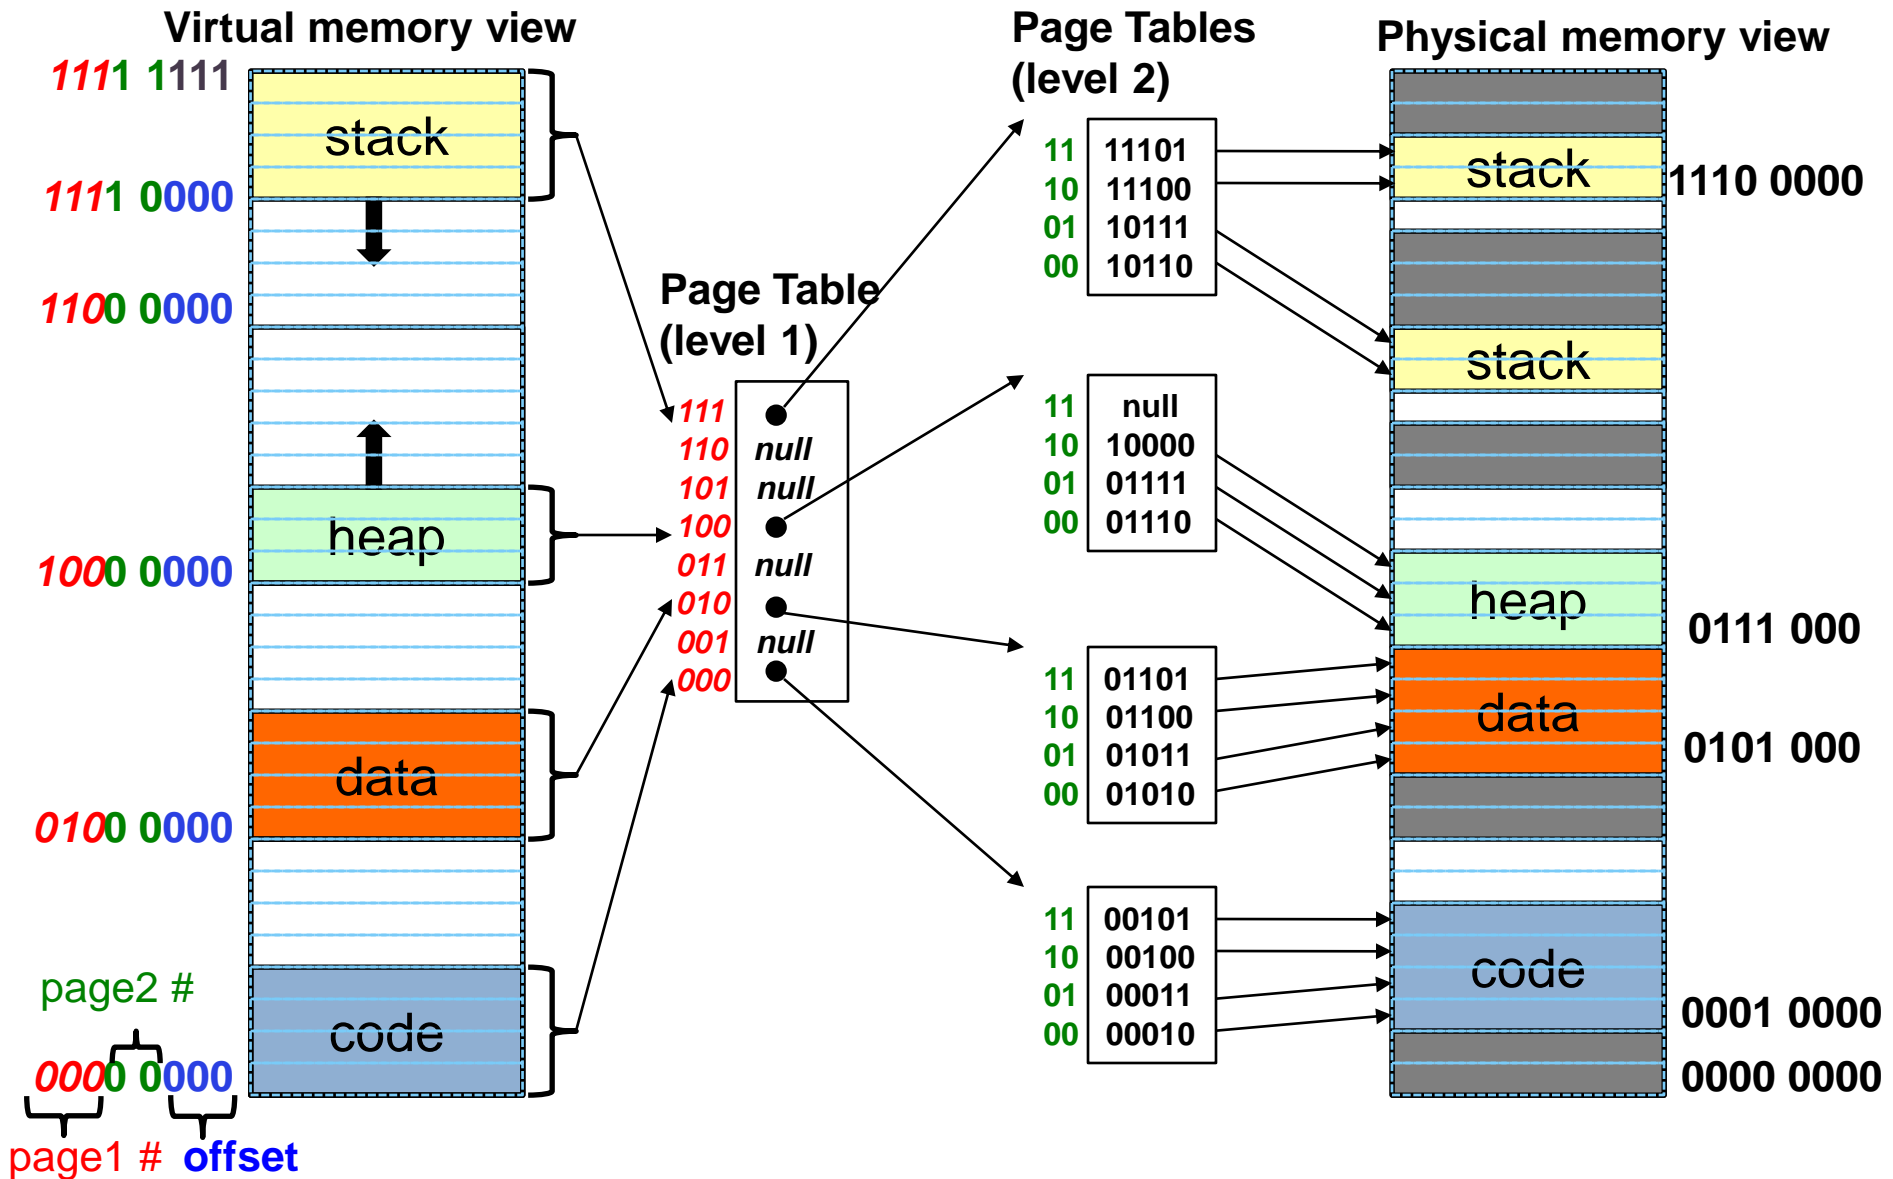 Virtual memory view
1111 1111
stack
1111 0000
1100 0000
heap
1000 0000
data
0100 0000
page2 #
code
0000 0000
page1 # offset
Page Table
(level 1)
111
110 null
101 null
100
011 null
010
001 null
000
Page Tables
(level 2)
11 11101
10 11100
01 10111
00 10110
11 null
10 10000
01 01111
00 01110
11 01101
10 01100
01 01011
00 01010
11 00101
10 00100
01 00011
00 00010
Physical memory view
stack
1110 0000
stack
heap
0111 000
data
0101 000
code
0001 0000
0000 0000